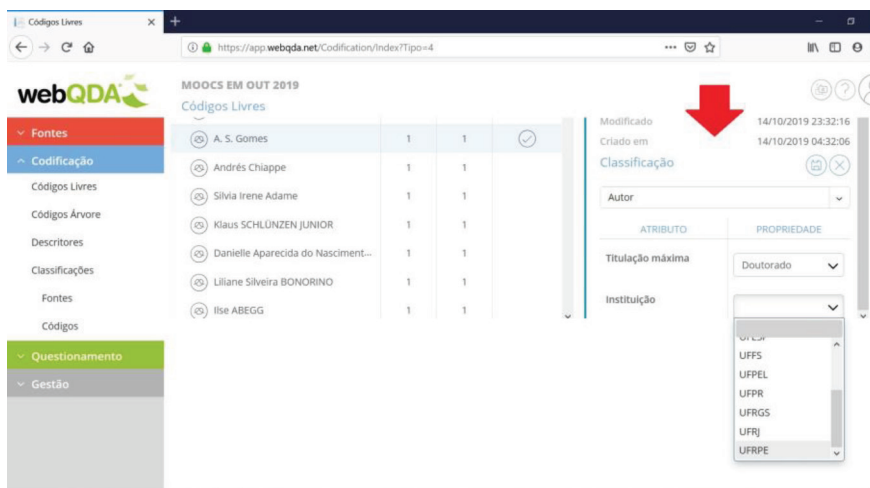 Códigos Livres
https://app.webqda.net/Codification/Index?Tipo=4
webQDA
MOOCS EM OUT 2019
Códigos Livres
Fontes
Codificação
Códigos Livres
Códigos Árvore
Descritores
Classificações
Fontes
Códigos
Questionamento
Gestão
A. S. Gomes 1 1
Andrés Chiappe 1 1
Silvia Irene Adame 1 1
Klaus SCHLÜNZEN JUNIOR 1 1
Danielle Aparecida do Nasciment... 1 1
Liliane Silveira BONORINO 1 1
Ilse ABEGG 1 1
Modificado 14/10/2019 23:32:16
Criado em 14/10/2019 04:32:06
Classificação
Autor
ATRIBUTO PROPRIEDADE
Titulação máxima Doutorado
Instituição
UFFS
UFPEL
UFPR
UFRGS
UFRJ
UFRPE